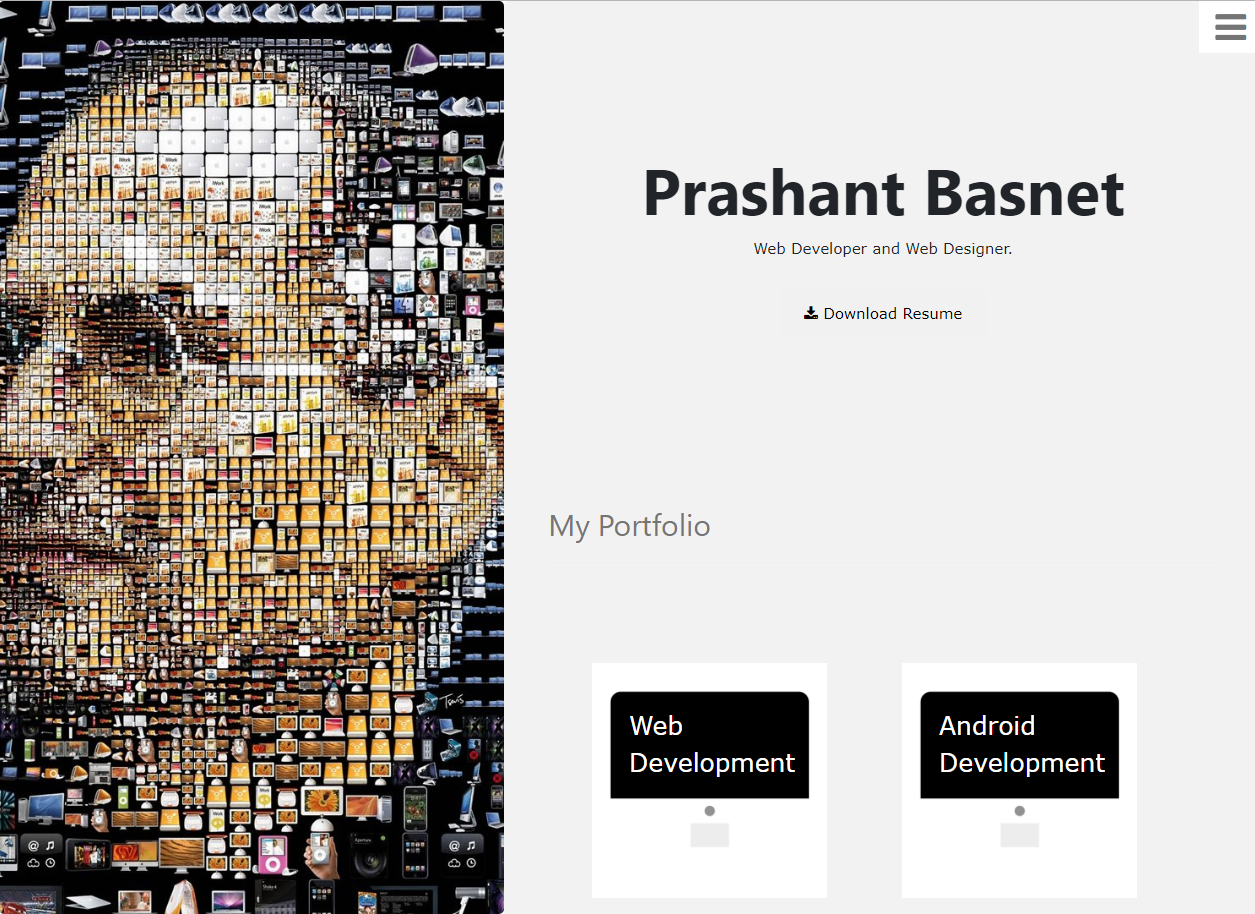 Prashant Basnet
Web Developer and Web Designer.
Download Resume
My Portfolio
Web
Development
Android
Development